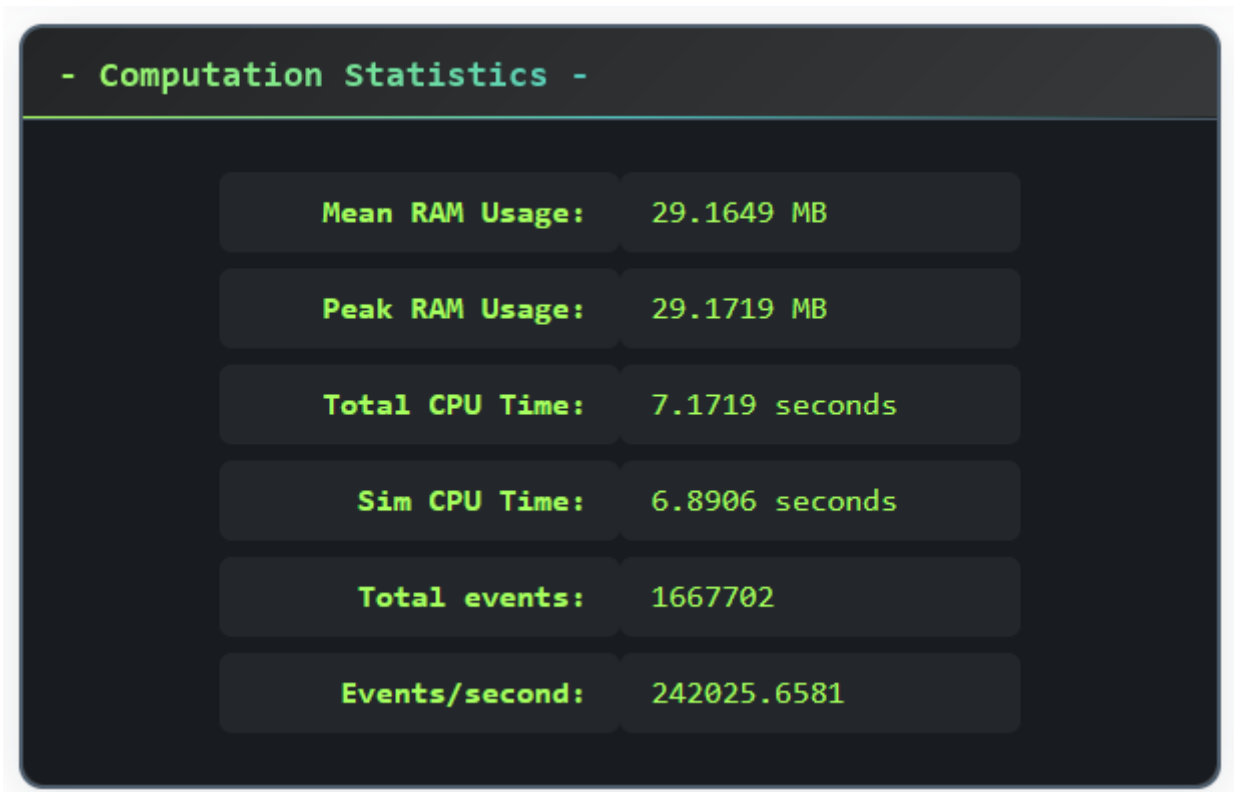 - Computation Statistics -
Mean RAM Usage: 29.1649 MB
Peak RAM Usage: 29.1719 MB
Total CPU Time: 7.1719 seconds
Sim CPU Time: 6.8906 seconds
Total events: 1667702
Events/second: 242025.6581